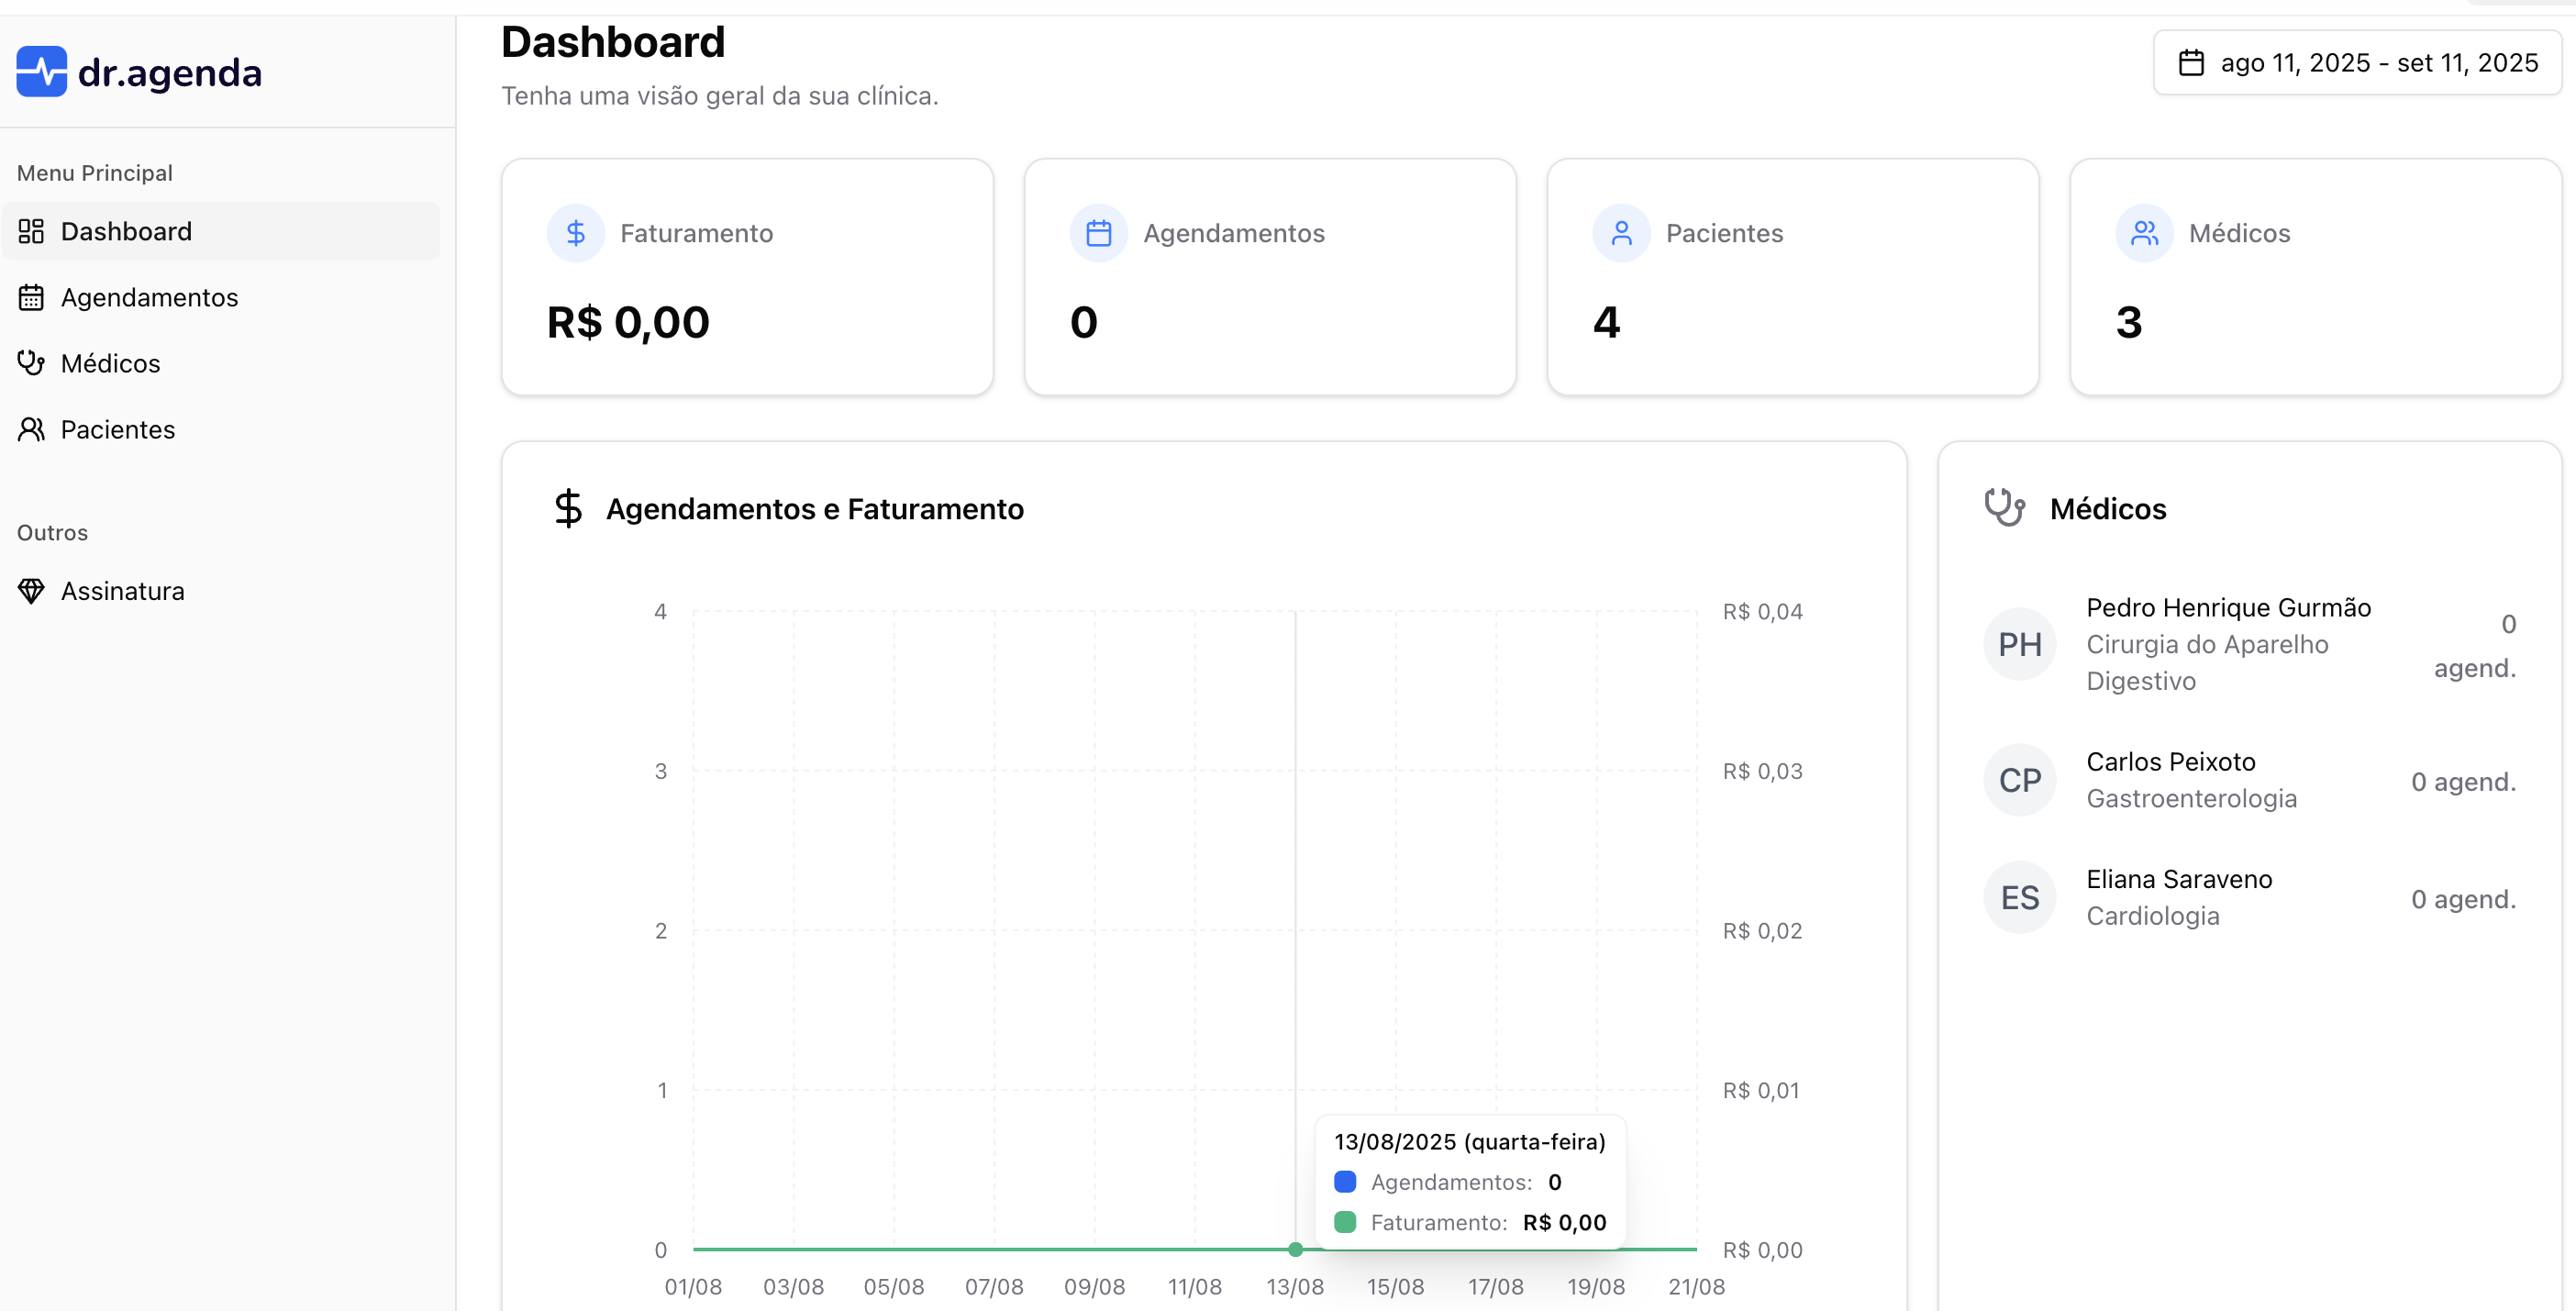 dr.agenda
Menu Principal
Dashboard
Agendamentos
Médicos
Pacientes
Outros
Assinatura
Dashboard
Tenha uma visão geral da sua clínica.
ago 11, 2025 - set 11, 2025
Faturamento
R$ 0,00
Agendamentos
0
Pacientes
4
Médicos
3
Agendamentos e Faturamento
4
3
2
1
0
R$ 0,04
R$ 0,03
R$ 0,02
R$ 0,01
R$ 0,00
13/08/2025 (quarta-feira)
Agendamentos: 0
Faturamento: R$ 0,00
01/08 03/08 05/08 07/08 09/08 11/08 13/08 15/08 17/08 19/08 21/08
Médicos
PH
Pedro Henrique Gurmão
Cirurgia do Aparelho
Digestivo
0
agend.
CP
Carlos Peixoto
Gastroenterologia
0 agend.
ES
Eliana Saraveno
Cardiologia
0 agend.